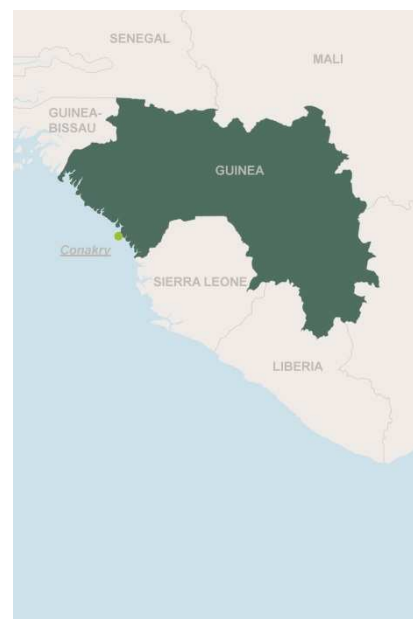 SENEGAL
MALI
GUINEA-
BISSAU
GUINEA
Conakry
SIERRA LEONE
LIBERIA